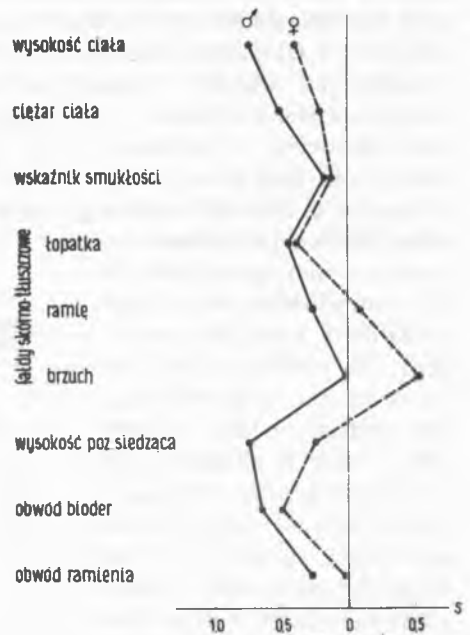 ♂ ♀
wysokość ciała
ciężar ciała
wskaźnik smukłości
fałdy skórno-tłuszczowe
łopatka
ramię
brzuch
wysokość poz. siedząca
obwód bioder
obwód ramienia
1,0 0,5 0 0,5 s